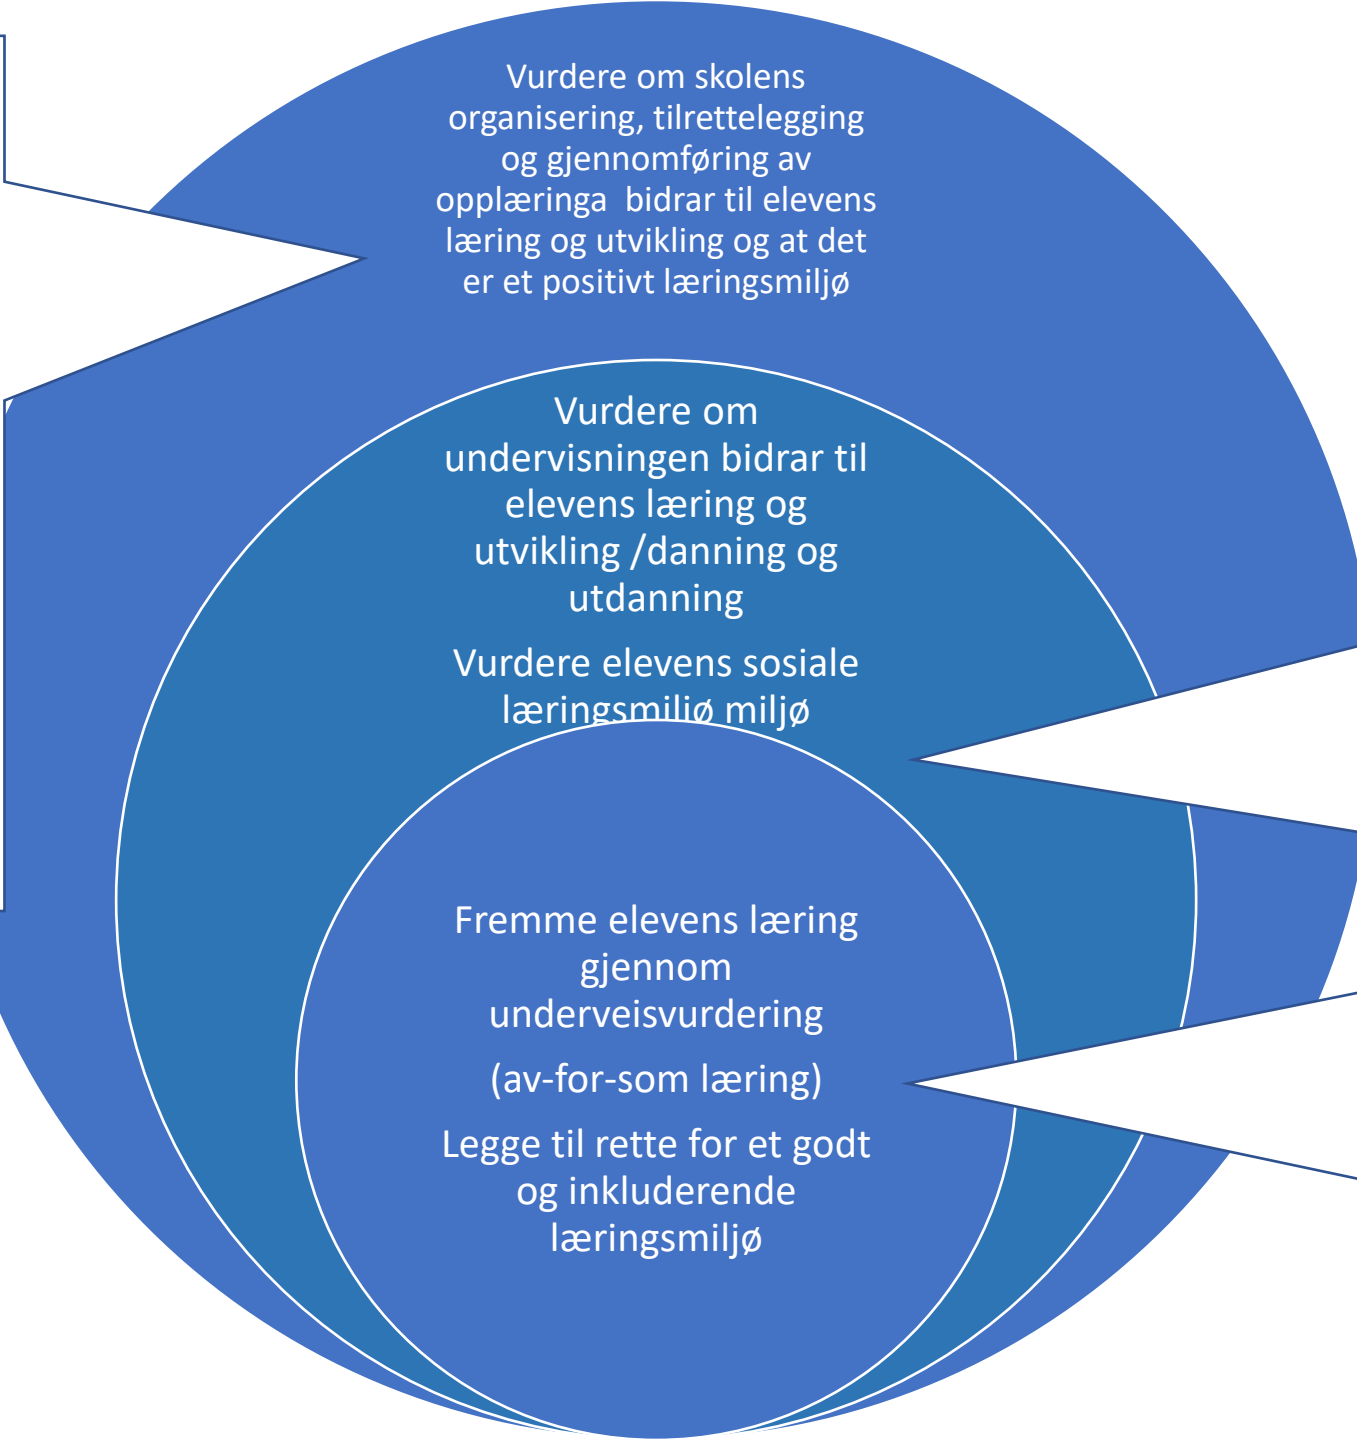 Vurdere om skolens
organisering, tilrettelegging
og gjennomføring av
opplæringa  bidrar til elevens
læring og utvikling og at det
er et positivt læringsmiljø
Vurdere om
undervisningen bidrar til
elevens læring og
utvikling /danning og
utdanning
Vurdere elevens sosiale
læringsmiljø miljø
Fremme elevens læring
gjennom
underveisvurdering
(av-for-som læring)
Legge til rette for et godt
og inkluderende
læringsmiljø